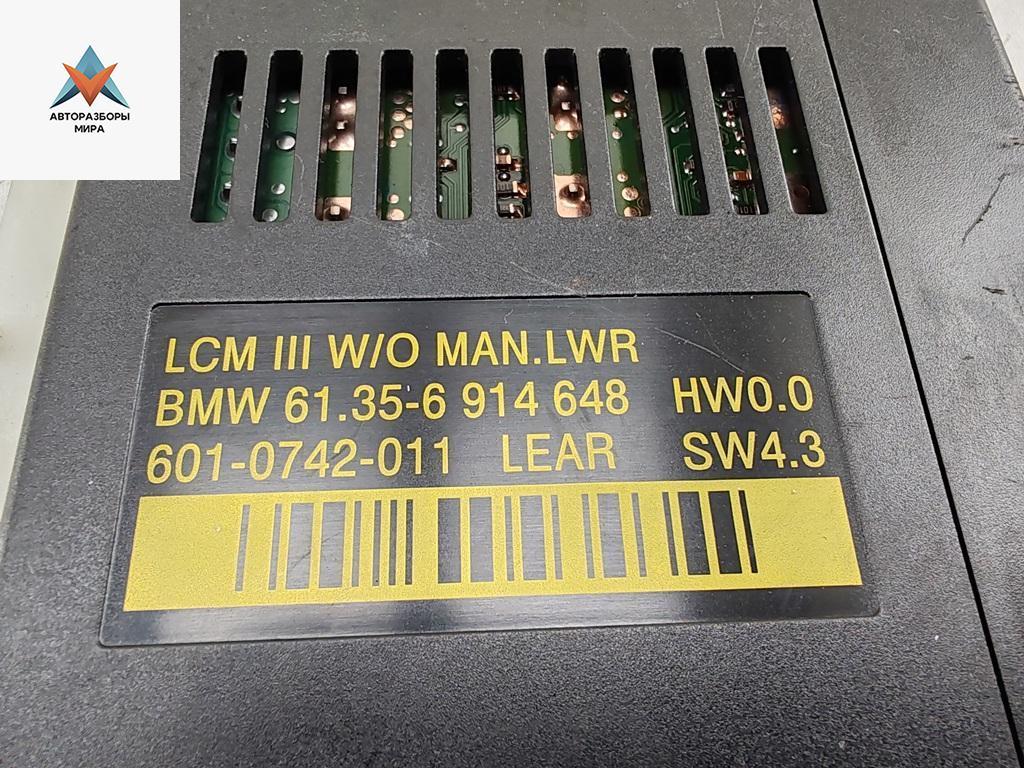 АВТОРАЗБОРЫ
МИРА
LCM III W/O MAN.LWR
BMW 61.35-6 914 648 HW0.0
601-0742-011 LEAR SW4.3